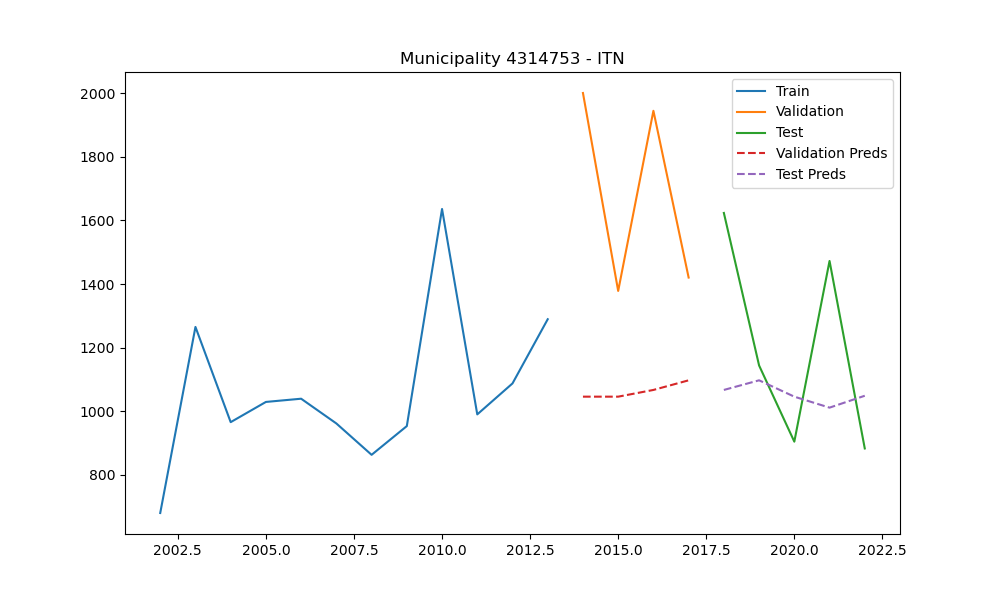 Municipality 4314753 - ITN
2000
1800
1600
1400
1200
1000
800
Train
Validation
Test
Validation Preds
Test Preds
2002.5 2005.0 2007.5 2010.0 2012.5 2015.0 2017.5 2020.0 2022.5